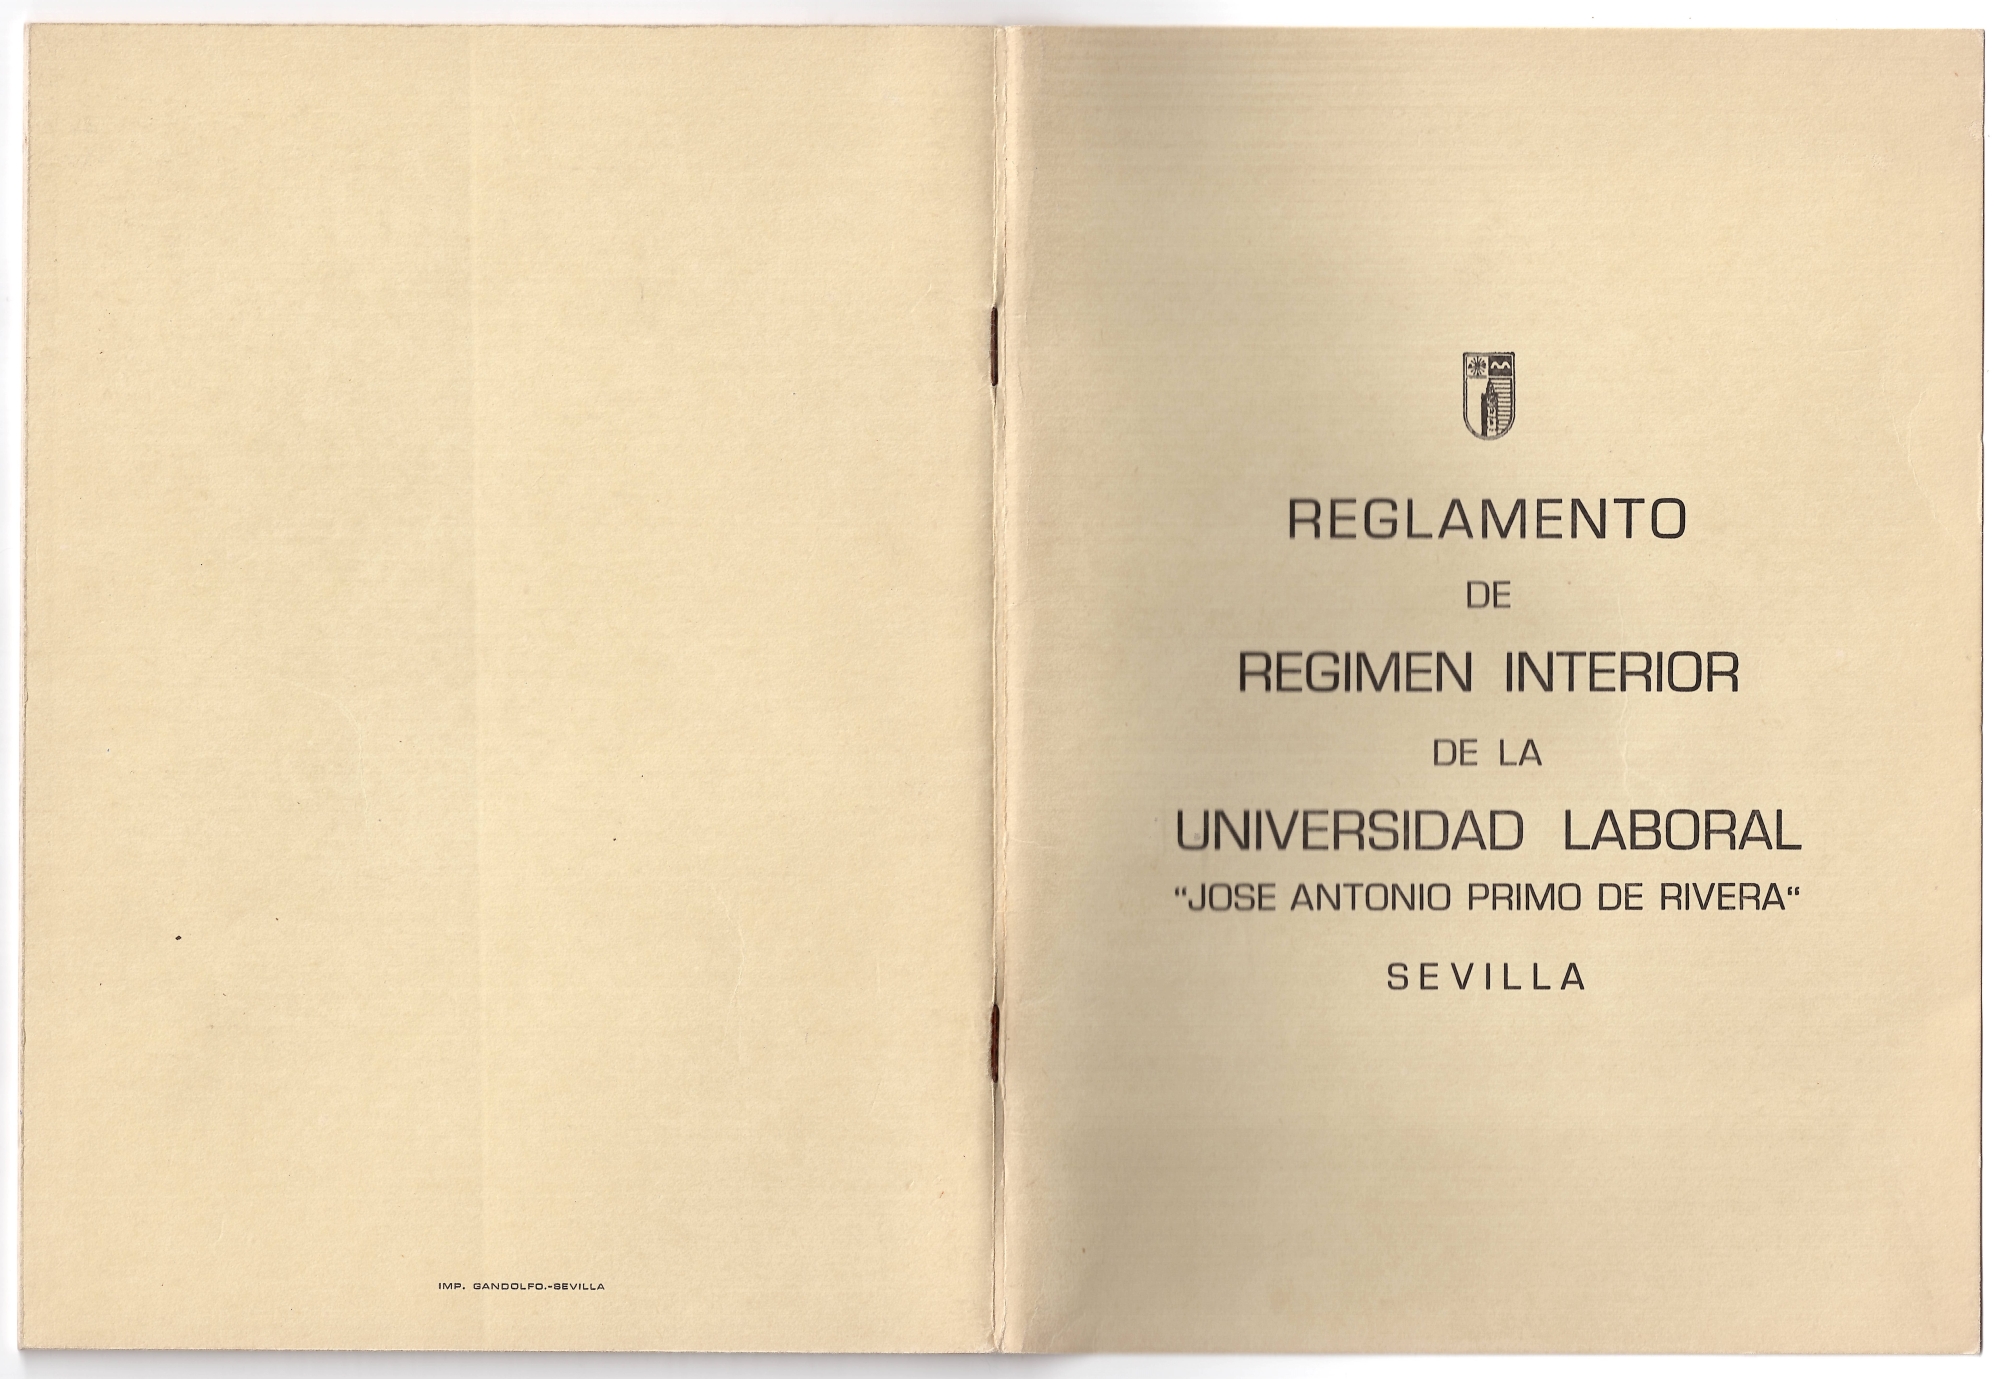 IMP. GANDOLFO.-SEVILLA
REGLAMENTO
DE
REGIMEN INTERIOR
DE LA
UNIVERSIDAD LABORAL
“JOSE ANTONIO PRIMO DE RIVERA“
SEVILLA